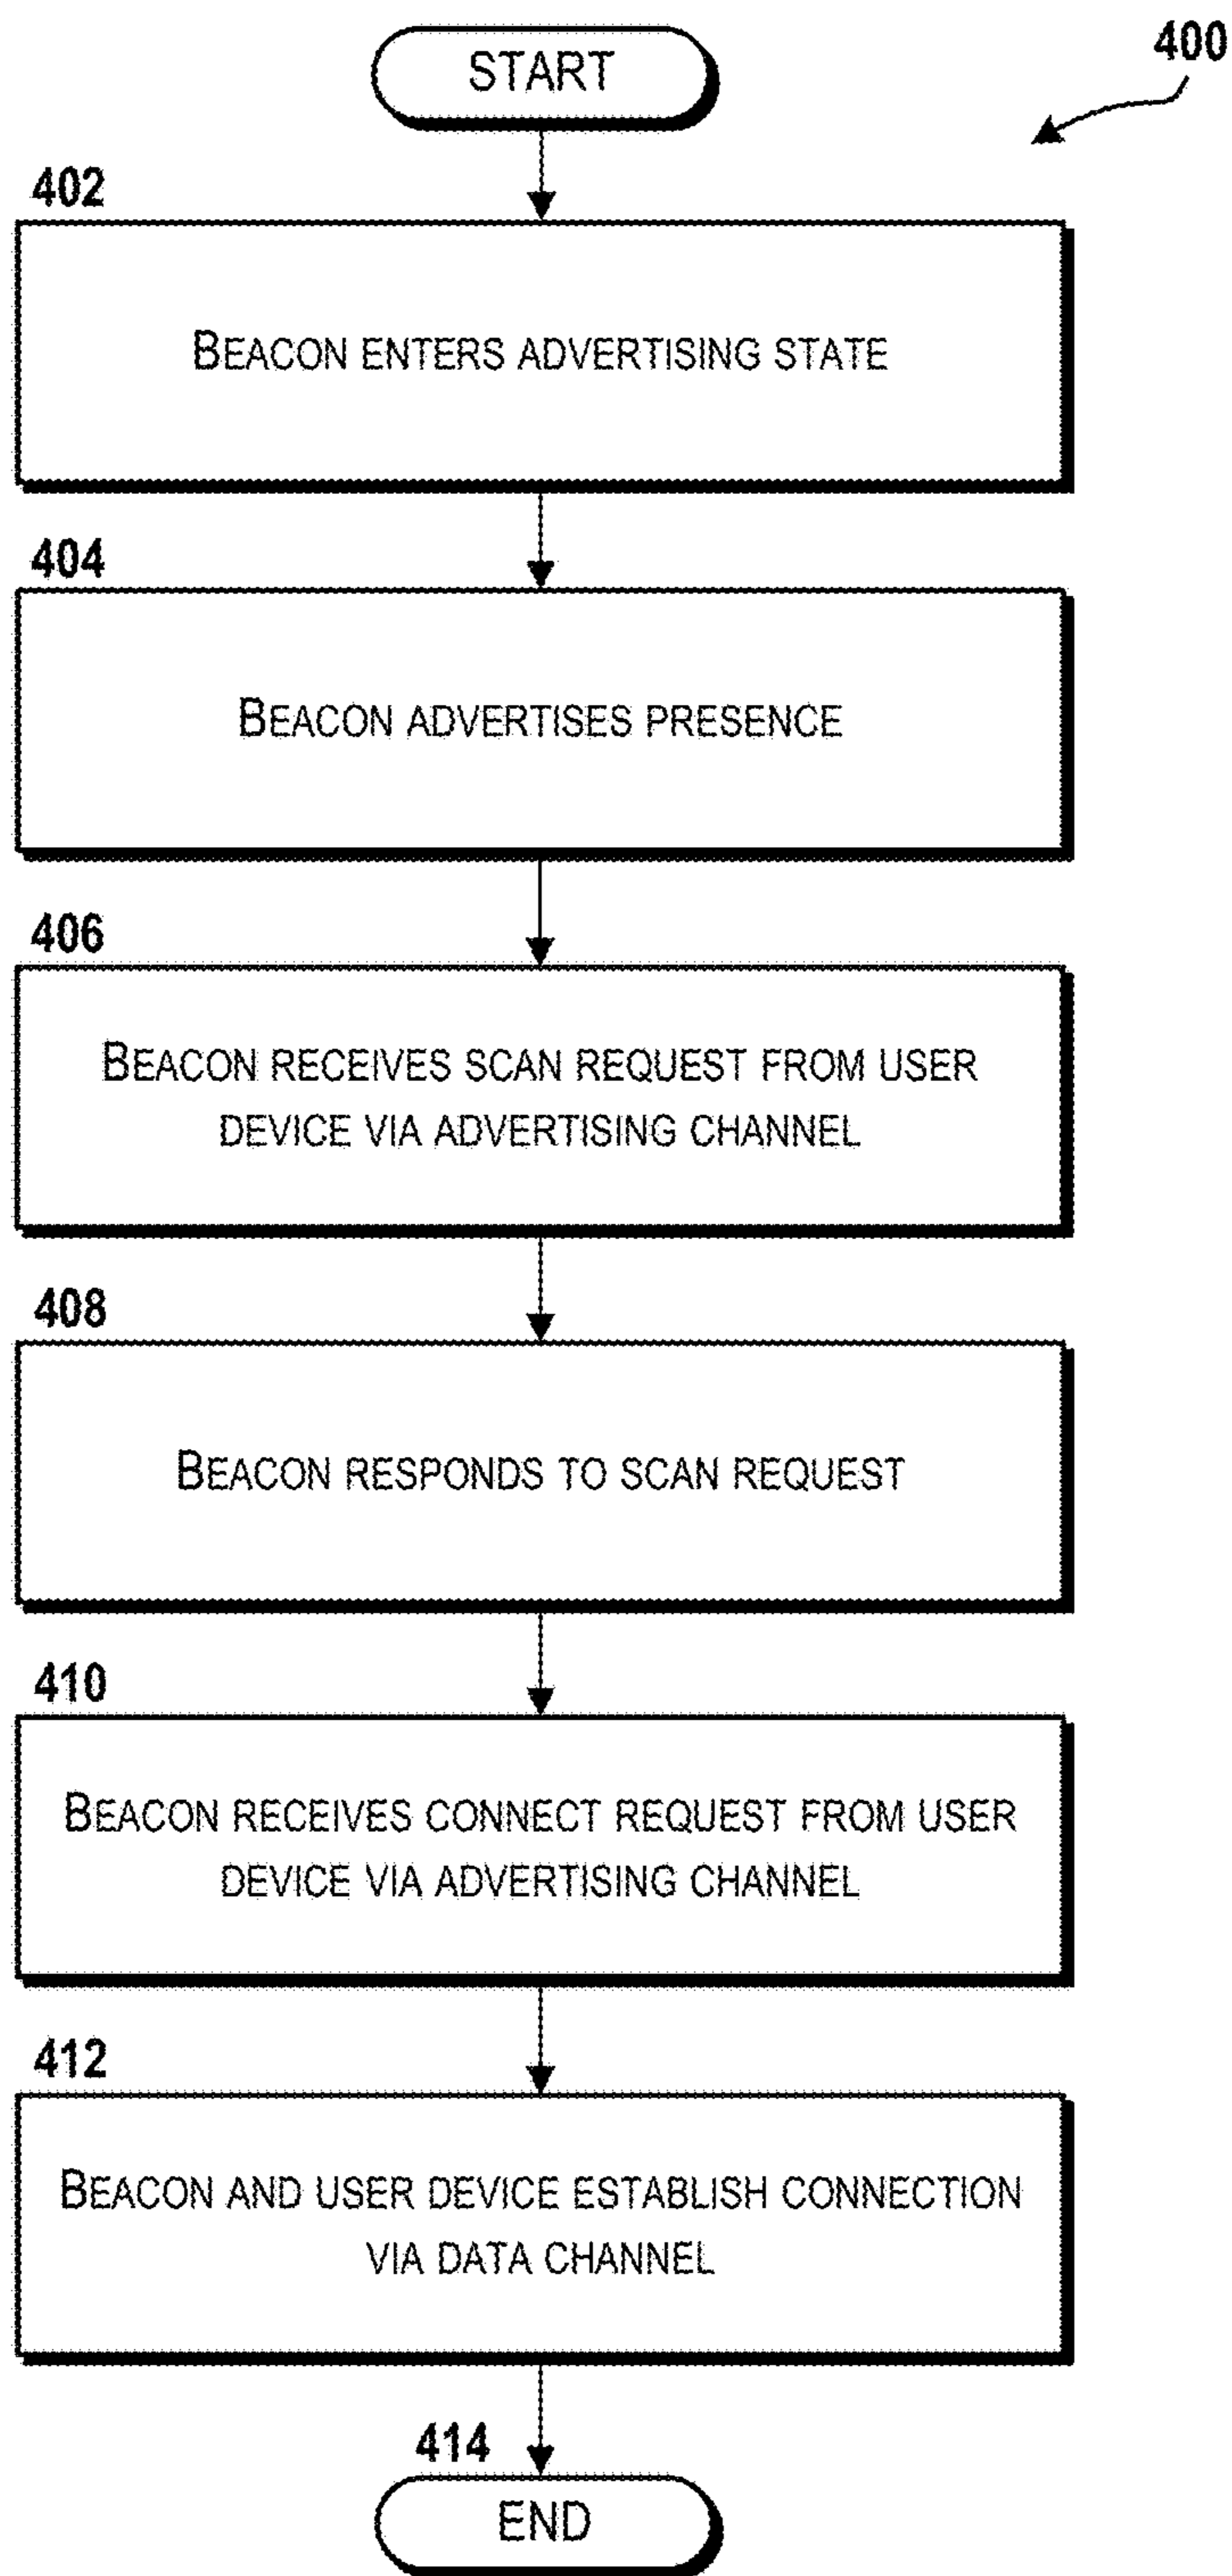 START
400
402
BEACON ENTERS ADVERTISING STATE
404
BEACON ADVERTISES PRESENCE
406
BEACON RECEIVES SCAN REQUEST FROM USER
DEVICE VIA ADVERTISING CHANNEL
408
BEACON RESPONDS TO SCAN REQUEST
410
BEACON RECEIVES CONNECT REQUEST FROM USER
DEVICE VIA ADVERTISING CHANNEL
412
BEACON AND USER DEVICE ESTABLISH CONNECTION
VIA DATA CHANNEL
414
END